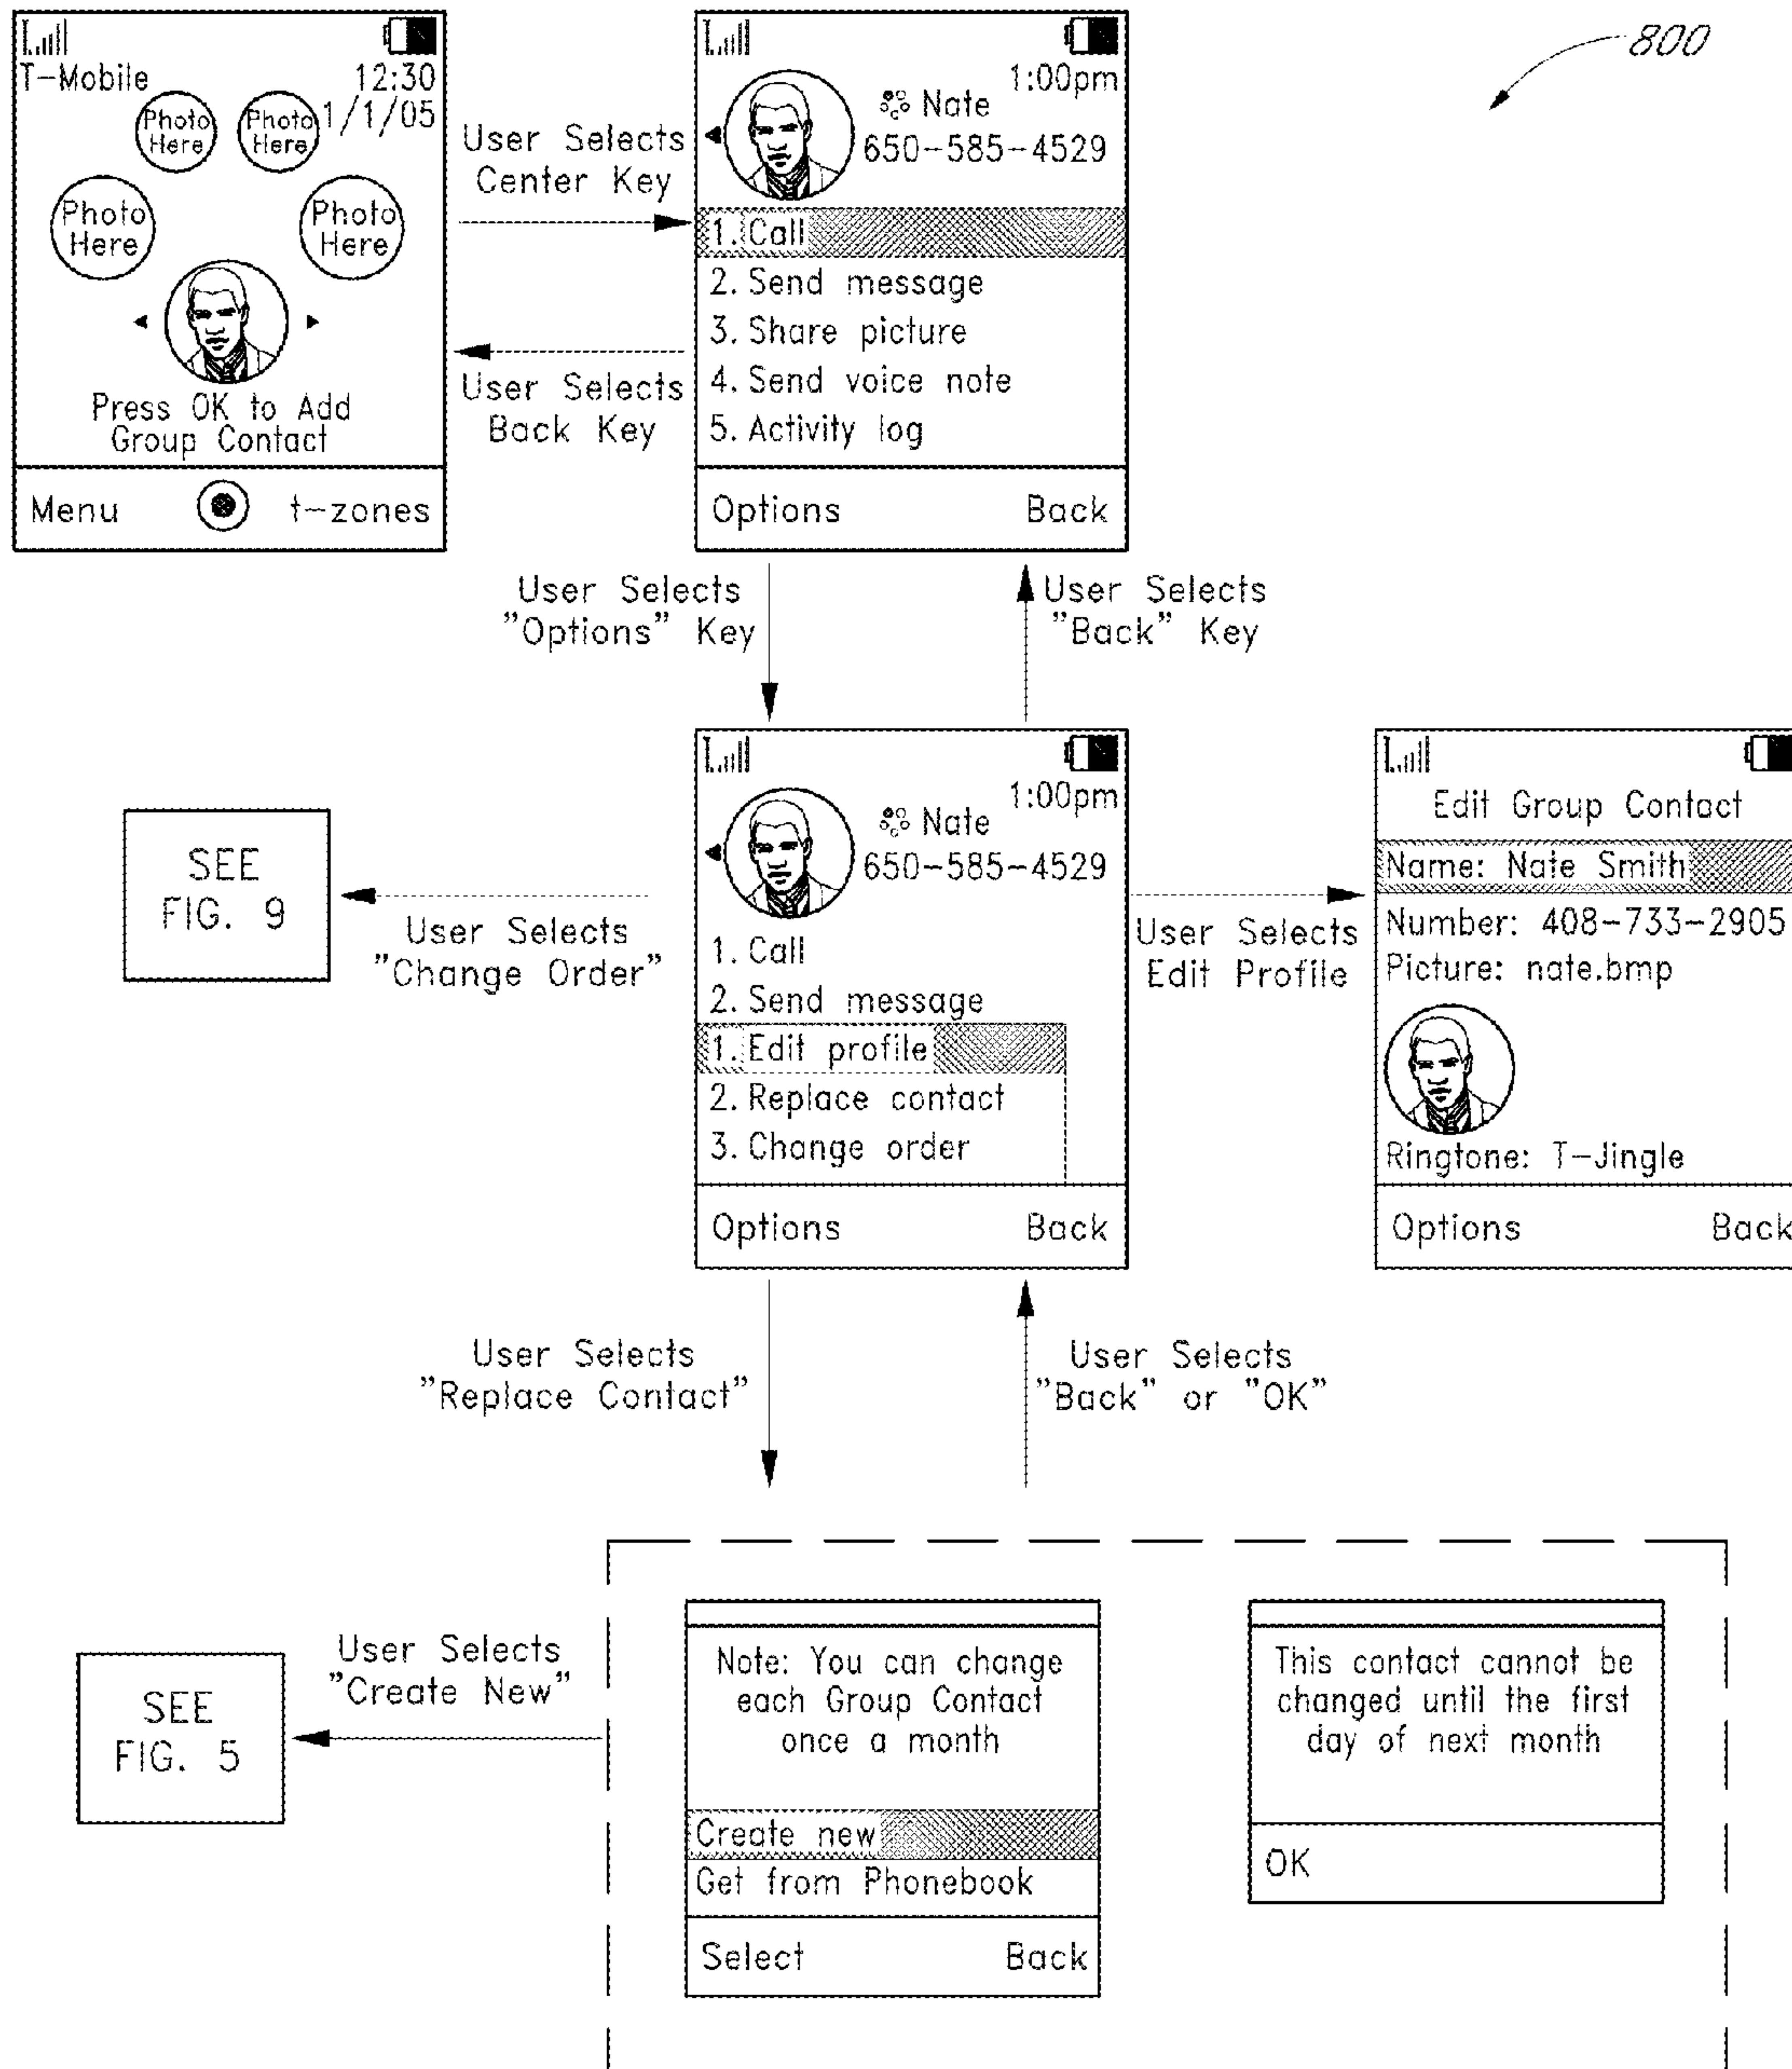 800
T-Mobile
12:30
1/1/05
Photo
Here
Photo
Here
Photo
Here
Photo
Here
Press OK to Add
Group Contact
Menu
t-zones
User Selects
Center Key
User Selects
Back Key
1:00pm
Nate
650-585-4529
1. Call
2. Send message
3. Share picture
4. Send voice note
5. Activity log
Options
Back
User Selects
"Options" Key
User Selects
"Back" Key
SEE
FIG. 9
User Selects
"Change Order"
1:00pm
Nate
650-585-4529
1. Call
2. Send message
1. Edit profile
2. Replace contact
3. Change order
Options
Back
User Selects
Edit Profile
Edit Group Contact
Name: Nate Smith
Number: 408-733-2905
Picture: nate.bmp
Ringtone: T-Jingle
Options
Back
User Selects
"Replace Contact"
User Selects
"Back" or "OK"
SEE
FIG. 5
User Selects
"Create New"
Note: You can change
each Group Contact
once a month
Create new
Get from Phonebook
Select
Back
This contact cannot be
changed until the first
day of next month
OK